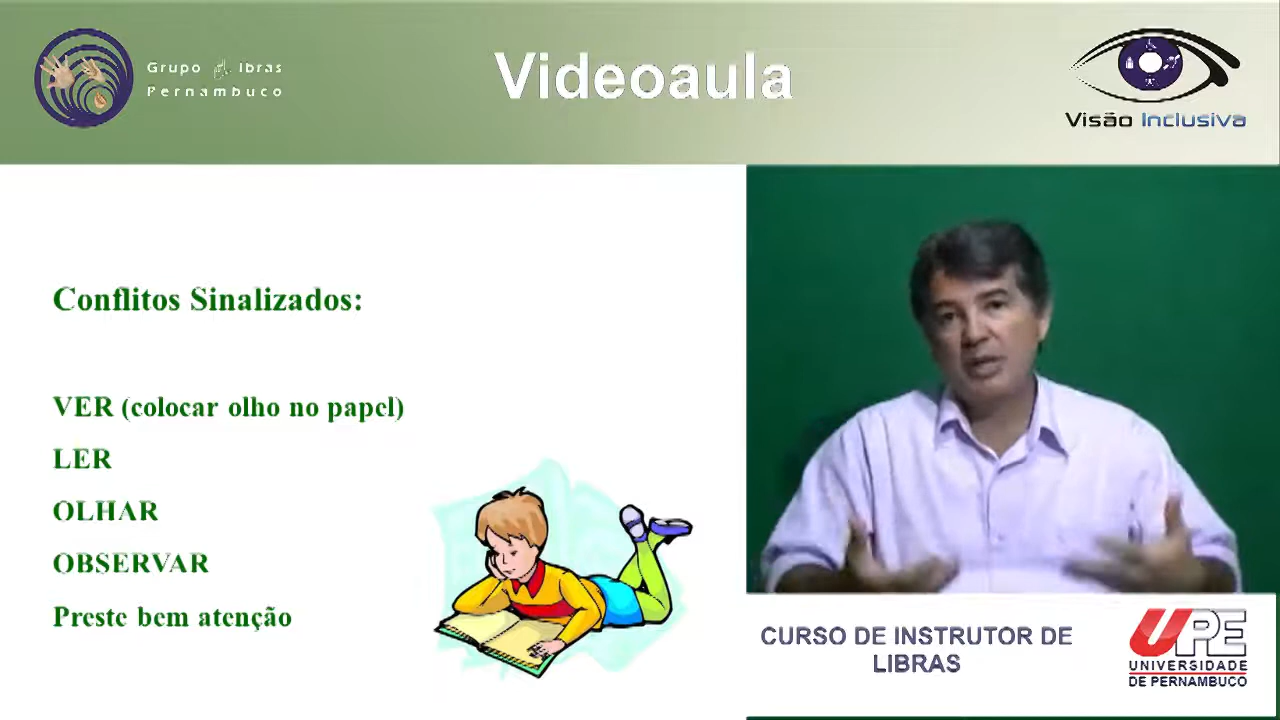 Grupo Libras
Pernambuco
Videoaula
Visão Inclusiva
Conflitos Sinalizados:
VER (colocar olho no papel)
LER
OLHAR
OBSERVAR
Preste bem atenção
CURSO DE INSTRUTOR DE
LIBRAS
UPE
UNIVERSIDADE
DE PERNAMBUCO